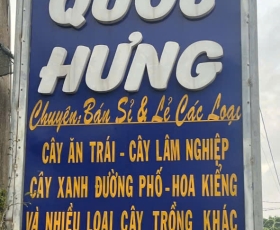 QUỐC
HƯNG
Chuyên: Bán Sỉ & Lẻ Các Loại
CÂY ĂN TRÁI - CÂY LÂM NGHIỆP
CÂY XANH ĐƯỜNG PHỐ - HOA KIỂNG
VÀ NHIỀU LOẠI CÂY TRỒNG KHÁC